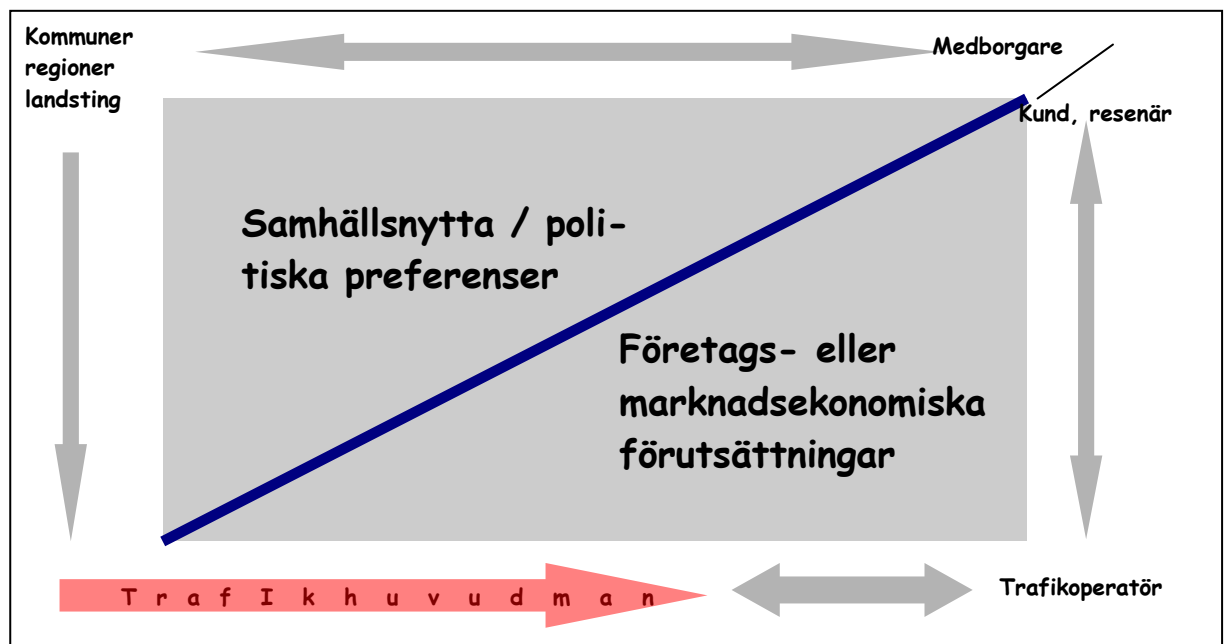 Kommuner
regioner
landsting
Medborgare
Kund, resenär
Samhällsnytta / poli-
tiska preferenser
Företags- eller
marknadsekonomiska
förutsättningar
T r a f I k h u v u d m a n
Trafikoperatör